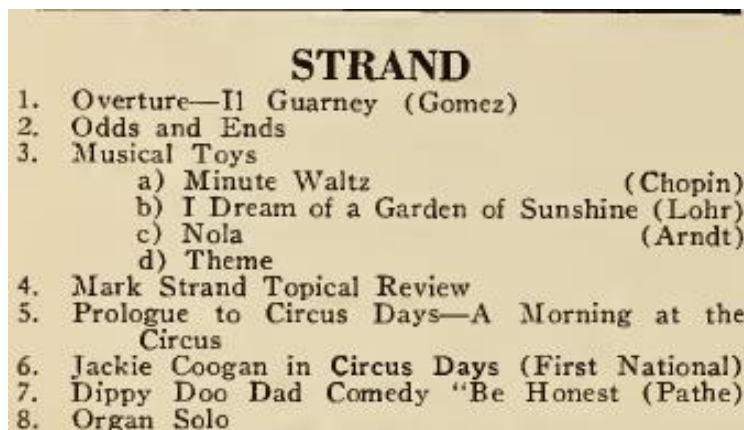 STRAND
1. Overture—Il Guarney (Gomez)
2. Odds and Ends
3. Musical Toys
a) Minute Waltz (Chopin)
b) I Dream of a Garden of Sunshine (Lohr)
c) Nola (Arndt)
d) Theme
4. Mark Strand Topical Review
5. Prologue to Circus Days—A Morning at the
Circus
6. Jackie Coogan in Circus Days (First National)
7. Dippy Doo Dad Comedy "Be Honest (Pathe)
8. Organ Solo